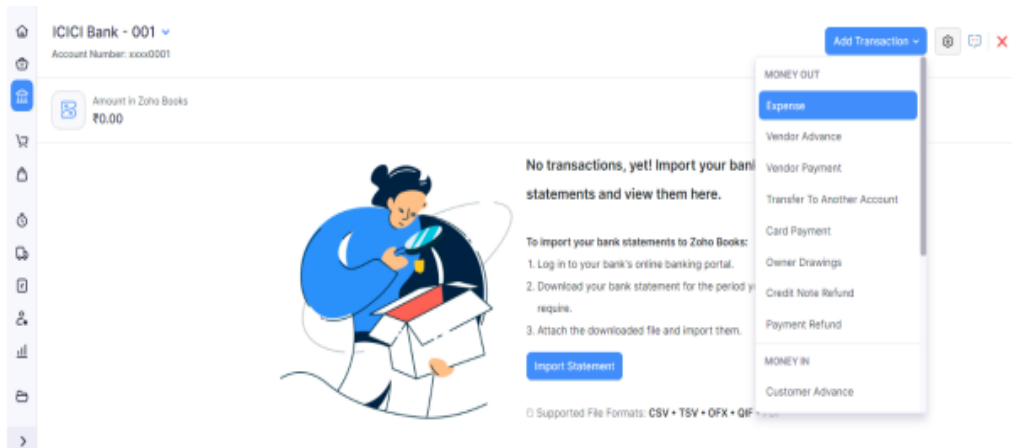 ICICI Bank - 001
Account Number: xxxx0001
Add Transaction
Amount in Zoho Books
₹0.00
MONEY OUT
Expense
Vendor Advance
Vendor Payment
Transfer To Another Account
Card Payment
Owner Drawings
Credit Note Refund
Payment Refund
MONEY IN
Customer Advance
No transactions, yet! Import your ban
statements and view them here.
To import your bank statements to Zoho Books:
1. Log in to your bank's online banking portal.
2. Download your bank statement for the period y
require.
3. Attach the downloaded file and import them.
Import Statement
Supported File Formats: CSV • TSV • OFX • QIF •